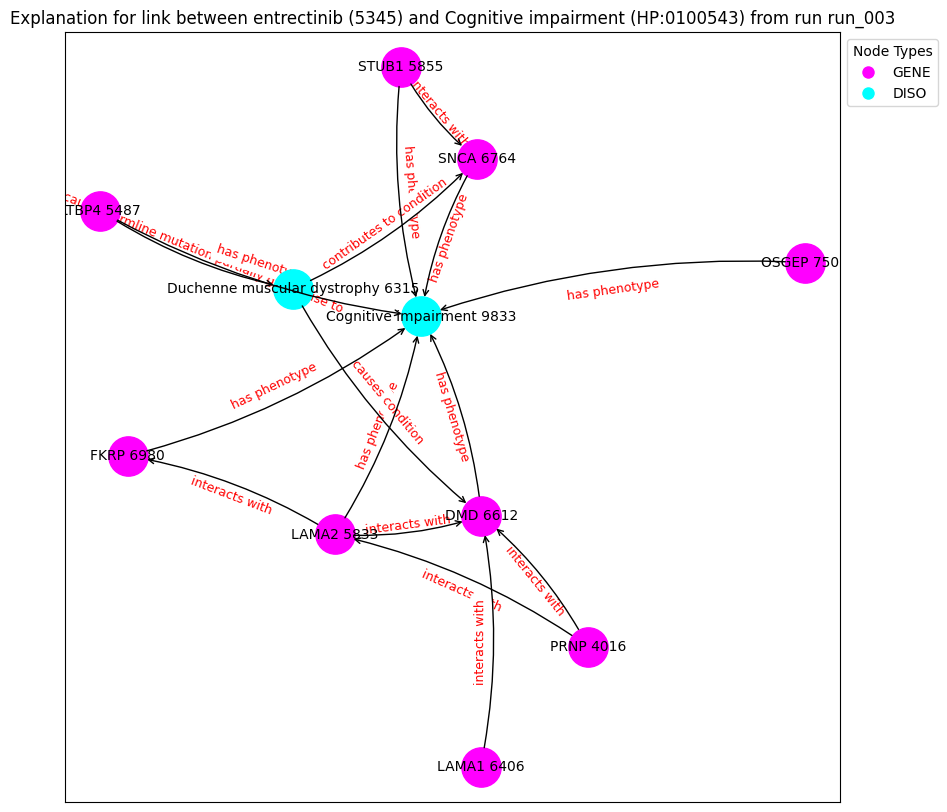 Explanation for link between entrectinib (5345) and Cognitive impairment (HP:0100543) from run run_003
Node Types
GENE
DISO
STUB1 5855
interacts with
SNCA 6764
has phenotype
contributes to condition
has phenotype
LTBP4 5487
has phenotype
OSGEP 750
has phenotype
Duchenne muscular dystrophy 6315
Cognitive impairment 9833
has phenotype
causes condition
has phenotype
has phenotype
FKRP 6980
interacts with
LAMA2 5833
interacts with
DMD 6612
interacts with
interacts with
interacts with
PRNP 4016
LAMA1 6406